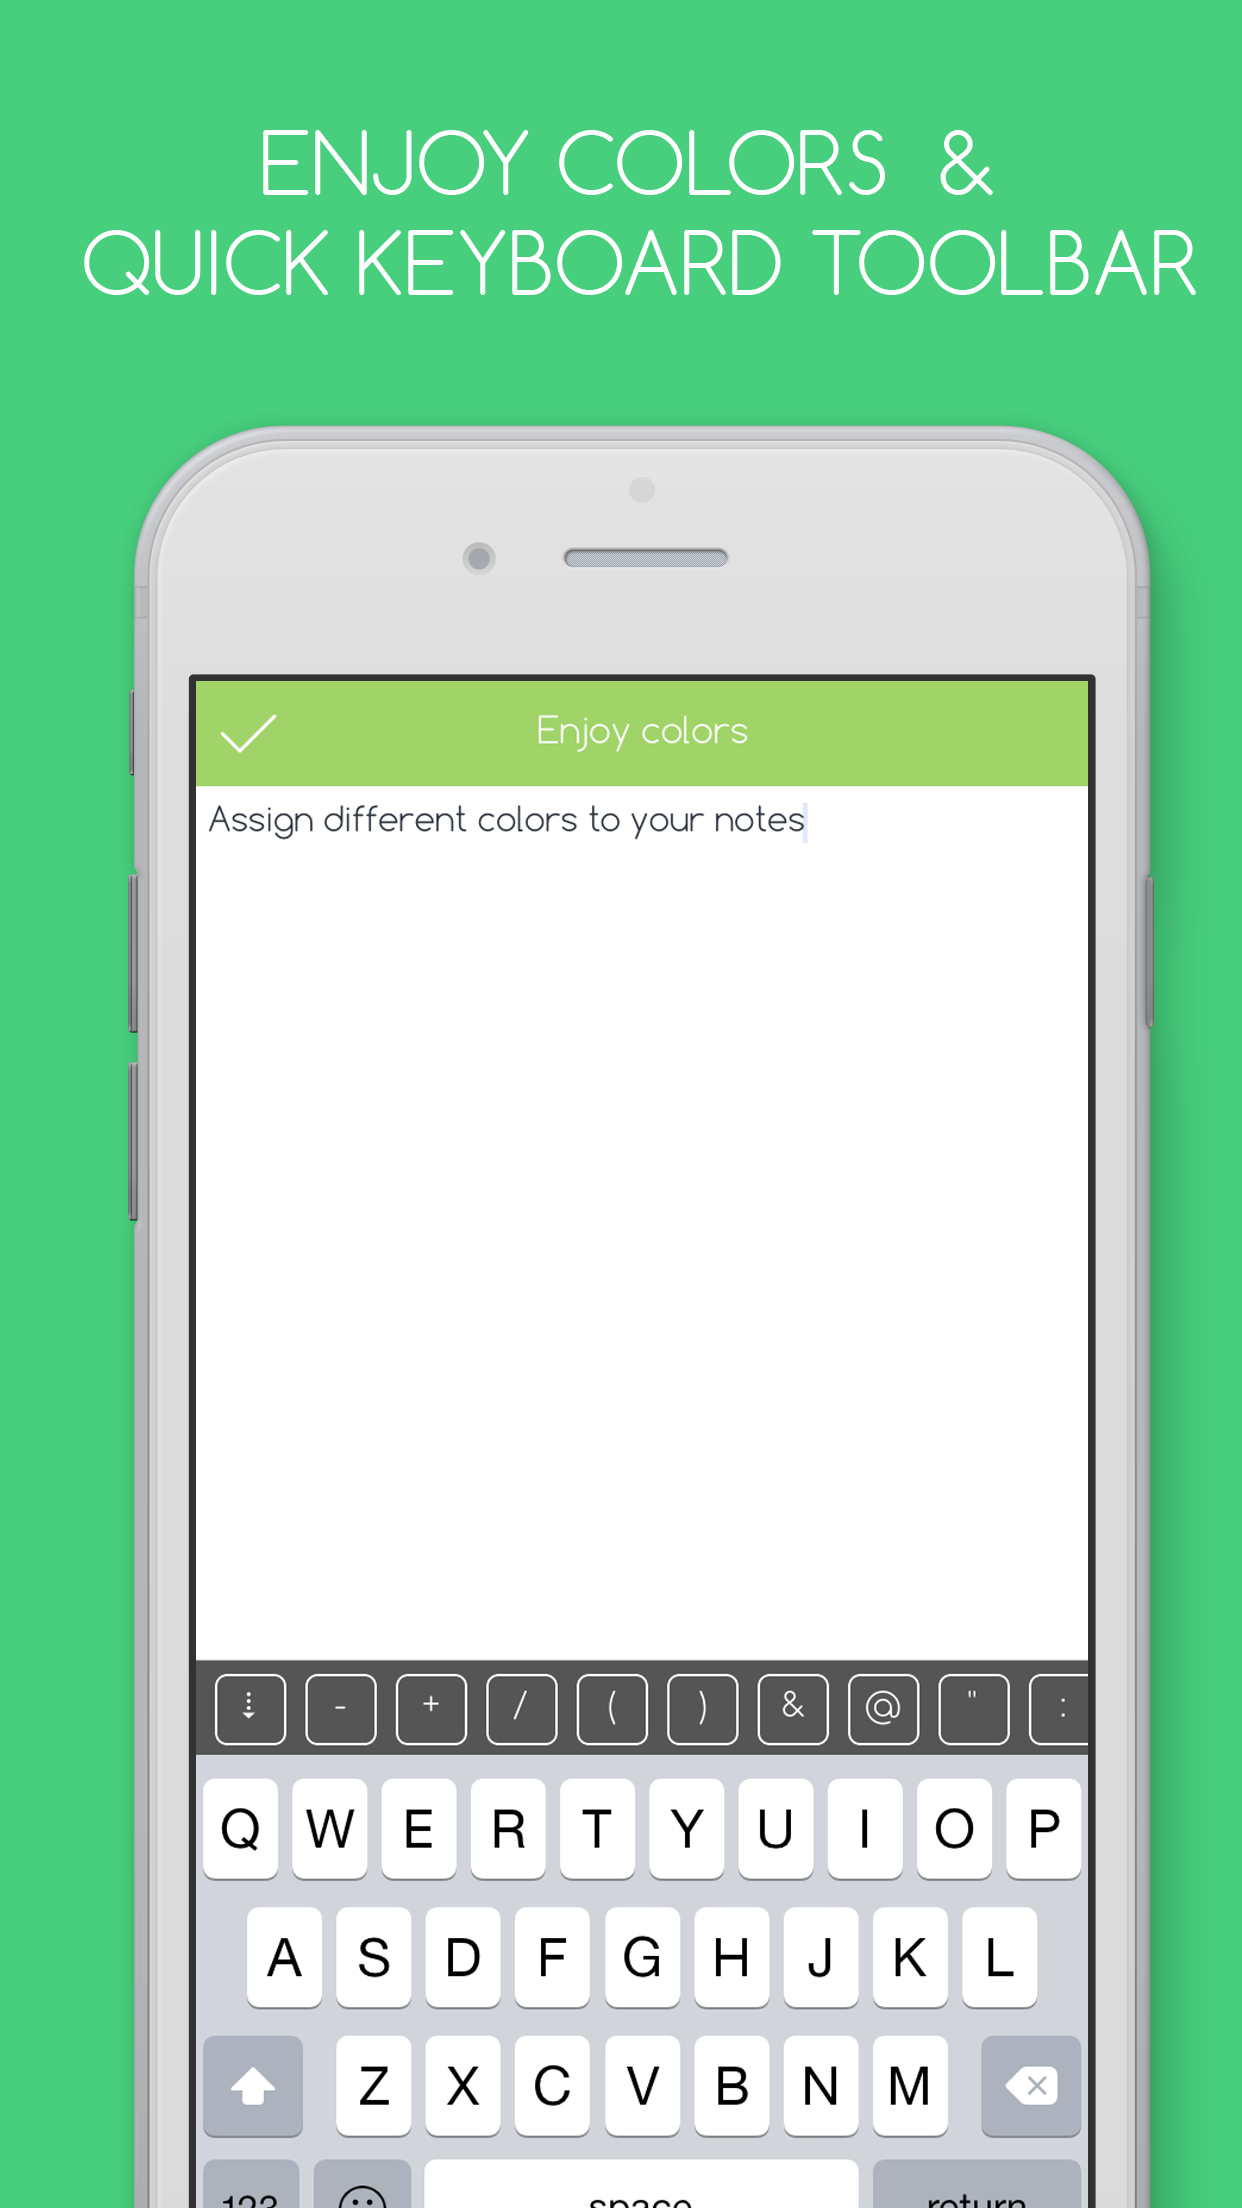 ENJOY COLORS &
QUICK KEYBOARD TOOLBAR
Enjoy colors
Assign different colors to your notes
- + / ( ) & @ " :
Q W E R T Y U I O P
A S D F G H J K L
Z X C V B N M
123 space return